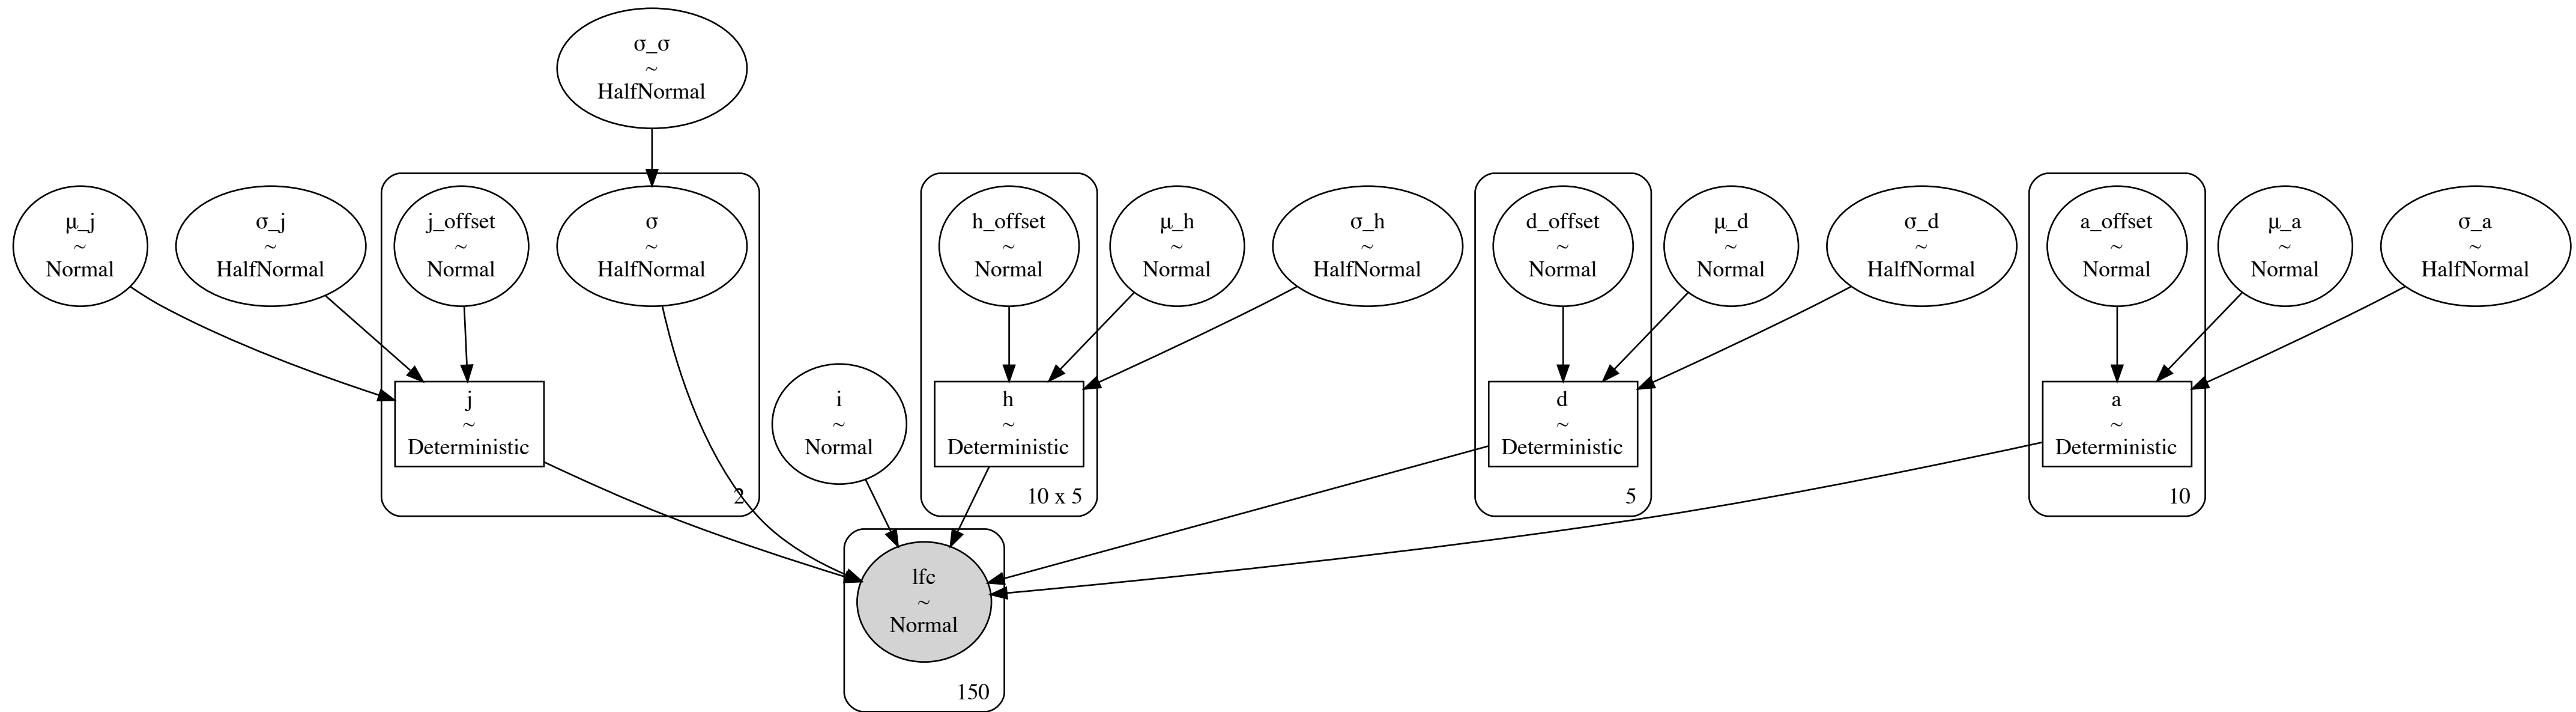 σ_σ
~
HalfNormal
μ_j
~
Normal
σ_j
~
HalfNormal
j_offset
~
Normal
σ
~
HalfNormal
h_offset
~
Normal
μ_h
~
Normal
σ_h
~
HalfNormal
d_offset
~
Normal
μ_d
~
Normal
σ_d
~
HalfNormal
a_offset
~
Normal
μ_a
~
Normal
σ_a
~
HalfNormal
j
~
Deterministic
2
i
~
Normal
h
~
Deterministic
10 x 5
d
~
Deterministic
5
a
~
Deterministic
10
lfc
~
Normal
150